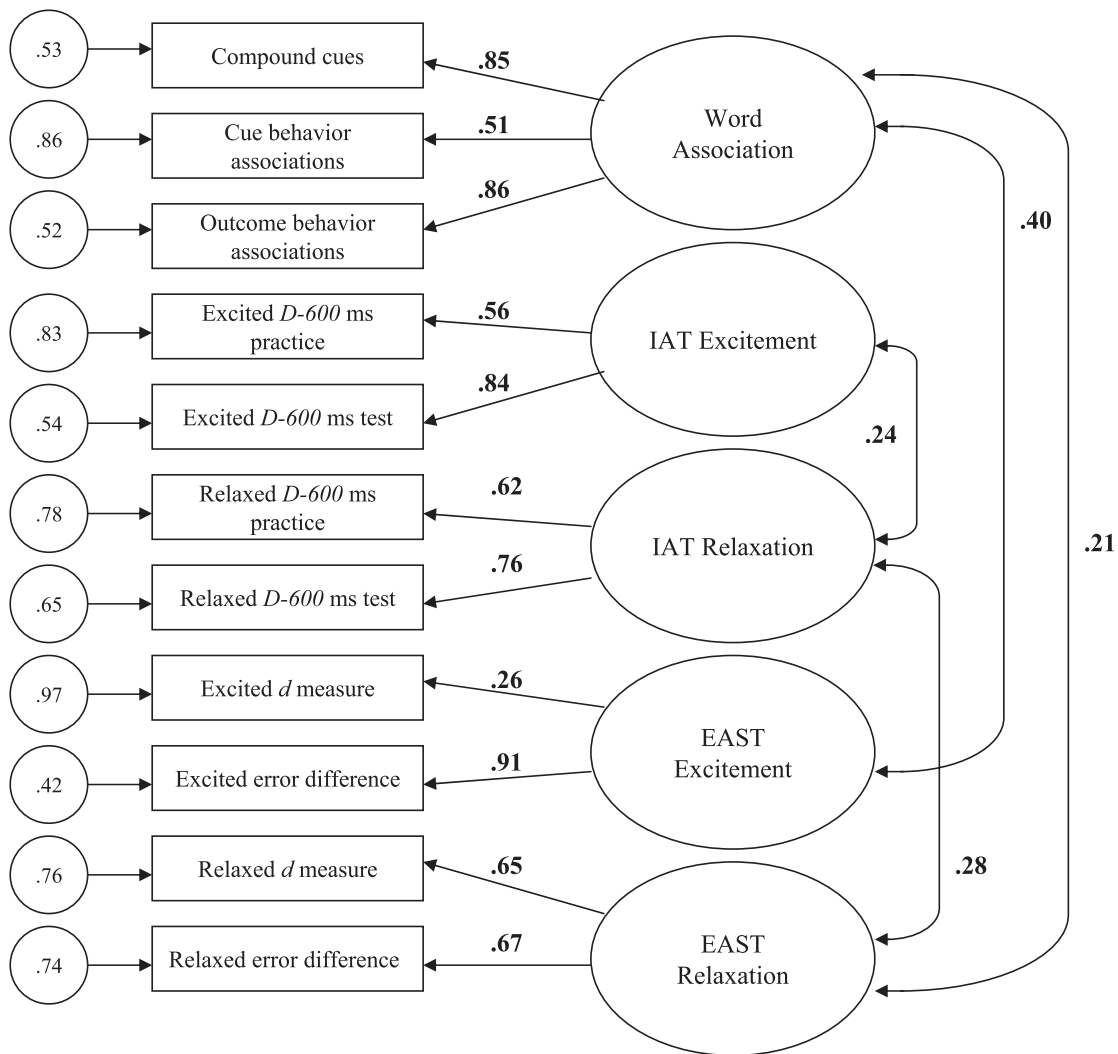 .53
Compound cues
.85
.86
Cue behavior
associations
.51
Word
Association
.52
Outcome behavior
associations
.86
.40
.83
Excited D-600 ms
practice
.56
IAT Excitement
.54
Excited D-600 ms test
.84
.24
.78
Relaxed D-600 ms
practice
.62
IAT Relaxation
.21
.65
Relaxed D-600 ms test
.76
.97
Excited d measure
.26
EAST
Excitement
.42
Excited error difference
.91
.76
Relaxed d measure
.65
.28
.74
Relaxed error difference
.67
EAST
Relaxation